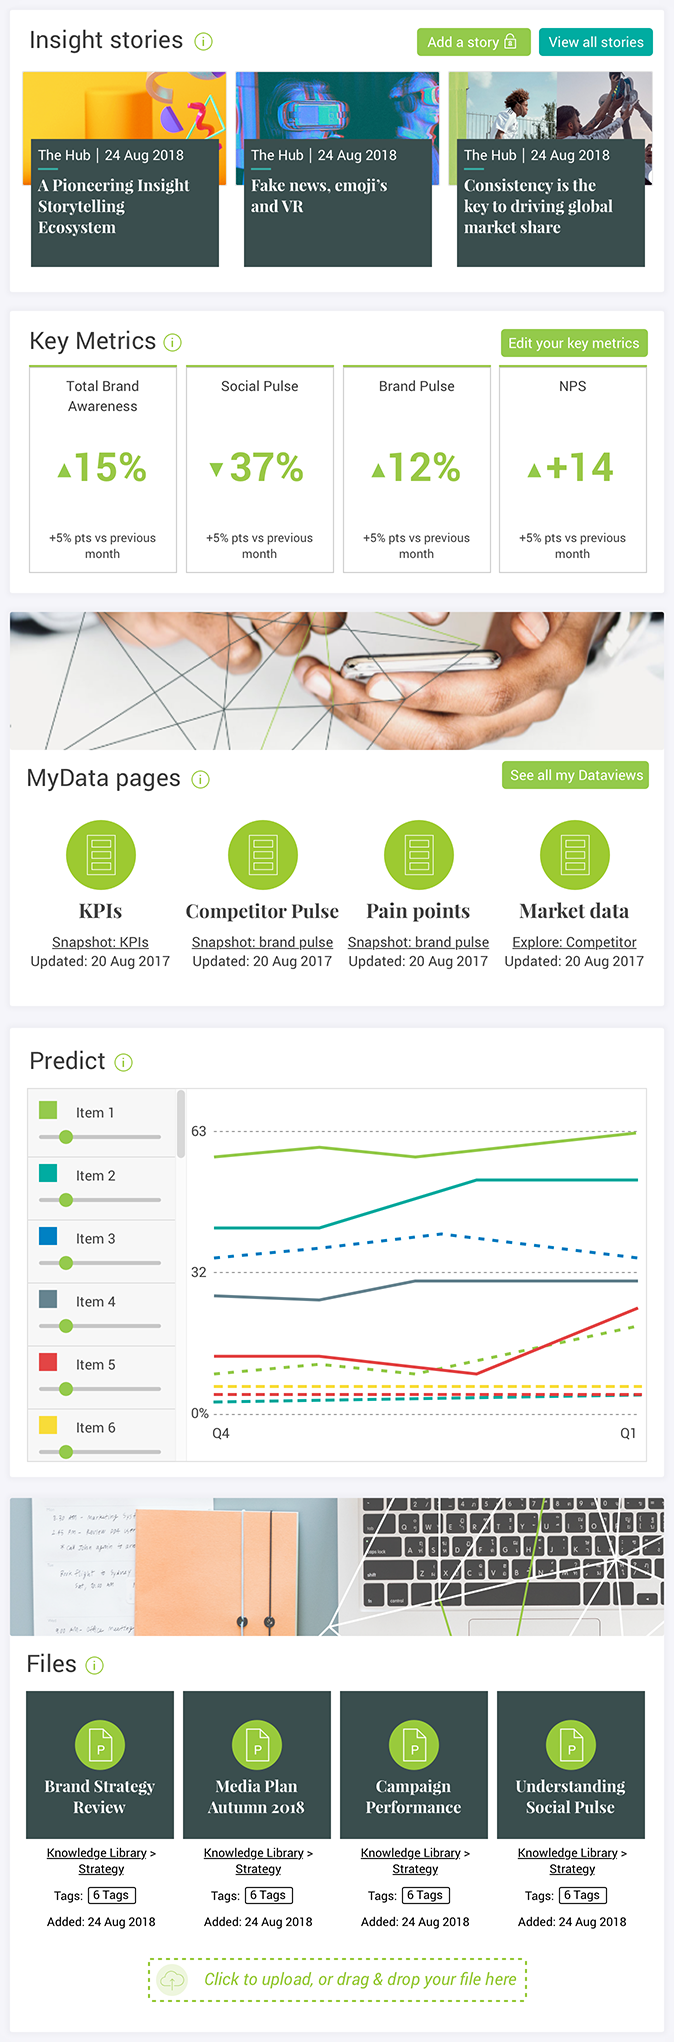 Insight stories
Add a story
View all stories
The Hub | 24 Aug 2018
A Pioneering Insight
Storytelling
Ecosystem
The Hub | 24 Aug 2018
Fake news, emoji's
and VR
The Hub | 24 Aug 2018
Consistency is the
key to driving global
market share
Key Metrics
Edit your key metrics
Total Brand
Awareness
▲15%
+5% pts vs previous
month
Social Pulse
▼37%
+5% pts vs previous
month
Brand Pulse
▲12%
+5% pts vs previous
month
NPS
▲+14
+5% pts vs previous
month
MyData pages
See all my Dataviews
KPIs
Snapshot: KPIs
Updated: 20 Aug 2017
Competitor Pulse
Snapshot: brand pulse
Updated: 20 Aug 2017
Pain points
Snapshot: brand pulse
Updated: 20 Aug 2017
Market data
Explore: Competitor
Updated: 20 Aug 2017
Predict
Item 1
Item 2
Item 3
Item 4
Item 5
Item 6
63
32
0%
Q4
Q1
Files
P
Brand Strategy
Review
Knowledge Library >
Strategy
Tags: 6 Tags
Added: 24 Aug 2018
P
Media Plan
Autumn 2018
Knowledge Library >
Strategy
Tags: 6 Tags
Added: 24 Aug 2018
P
Campaign
Performance
Knowledge Library >
Strategy
Tags: 6 Tags
Added: 24 Aug 2018
P
Understanding
Social Pulse
Knowledge Library >
Strategy
Tags: 6 Tags
Added: 24 Aug 2018
Click to upload, or drag & drop your file here